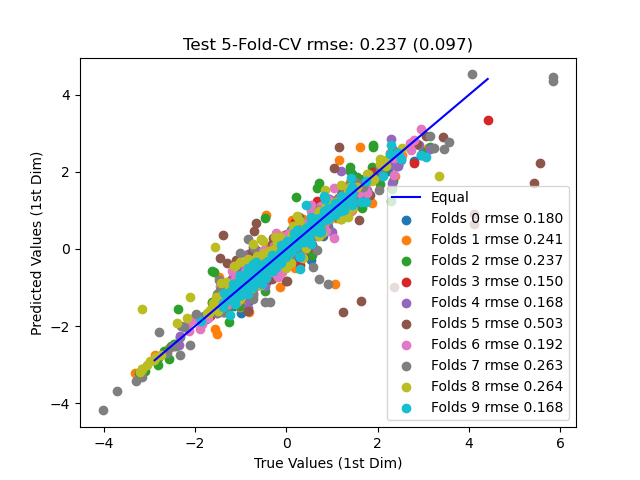 Test 5-Fold-CV rmse: 0.237 (0.097)
Predicted Values (1st Dim)
4
2
0
−2
−4
Equal
Folds 0 rmse 0.180
Folds 1 rmse 0.241
Folds 2 rmse 0.237
Folds 3 rmse 0.150
Folds 4 rmse 0.168
Folds 5 rmse 0.503
Folds 6 rmse 0.192
Folds 7 rmse 0.263
Folds 8 rmse 0.264
Folds 9 rmse 0.168
−4 −2 0 2 4 6
True Values (1st Dim)